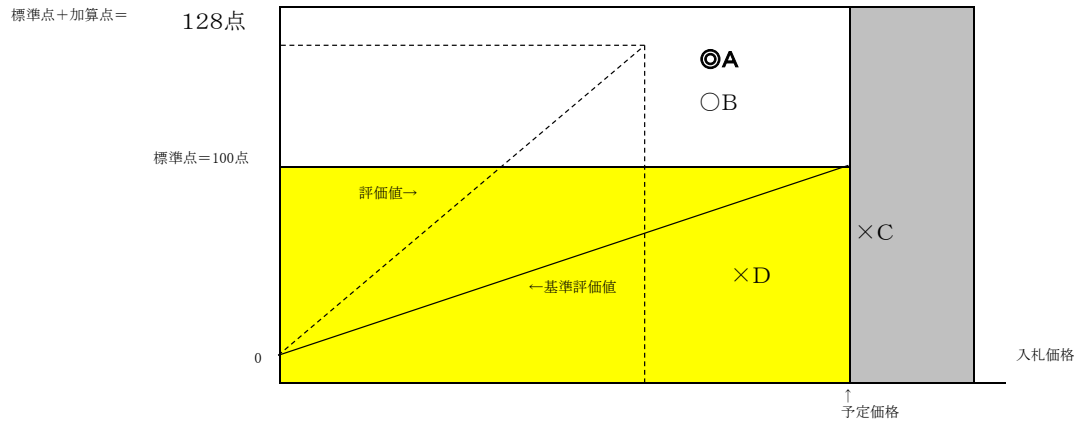 標準点＋加算点＝
128点
◎A
○B
標準点＝100点
評価値→
×C
×D
←基準評価値
0
入札価格
↑
予定価格